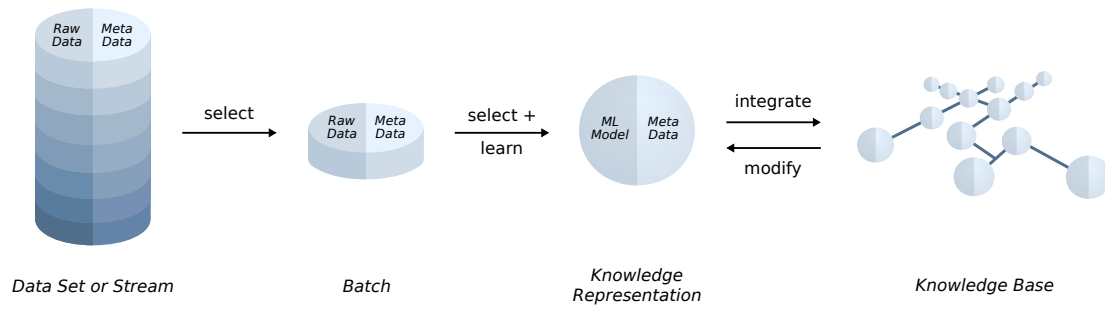 Raw Meta
Data Data
select
Raw Meta
Data Data
select +
learn
ML Meta
Model Data
integrate
modify
Data Set or Stream
Batch
Knowledge
Representation
Knowledge Base